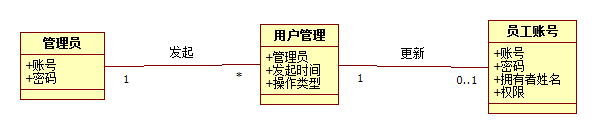 管理员
+账号
+密码
发起
1
*
用户管理
+管理员
+发起时间
+操作类型
更新
1
0..1
员工账号
+账号
+密码
+拥有者姓名
+权限